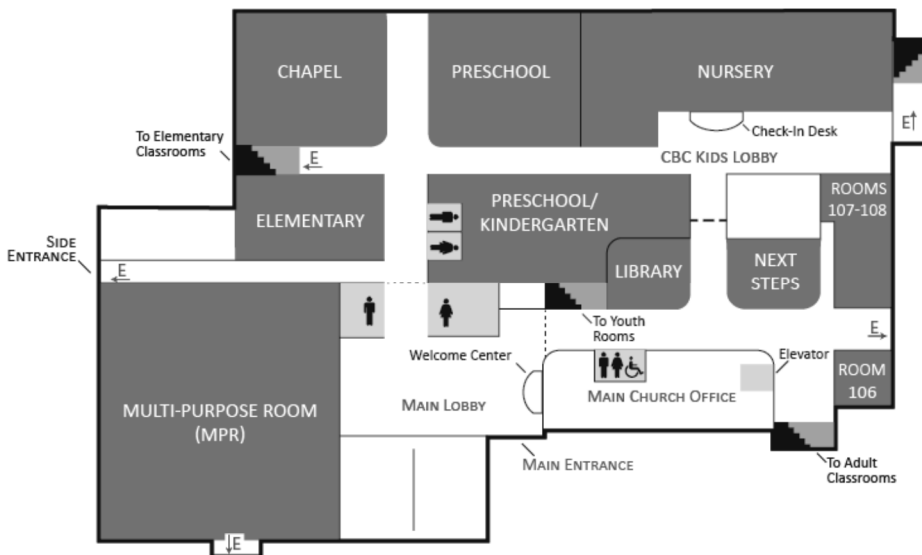 CHAPEL
PRESCHOOL
NURSERY
To Elementary
Classrooms
E
Check-In Desk
E
CBC KIDS LOBBY
ELEMENTARY
PRESCHOOL/
KINDERGARTEN
ROOMS
107-108
SIDE
ENTRANCE
E
LIBRARY
NEXT
STEPS
To Youth
Rooms
E
Welcome Center
Elevator
MULTI-PURPOSE ROOM
(MPR)
MAIN LOBBY
MAIN CHURCH OFFICE
ROOM
106
MAIN ENTRANCE
To Adult
Classrooms
E